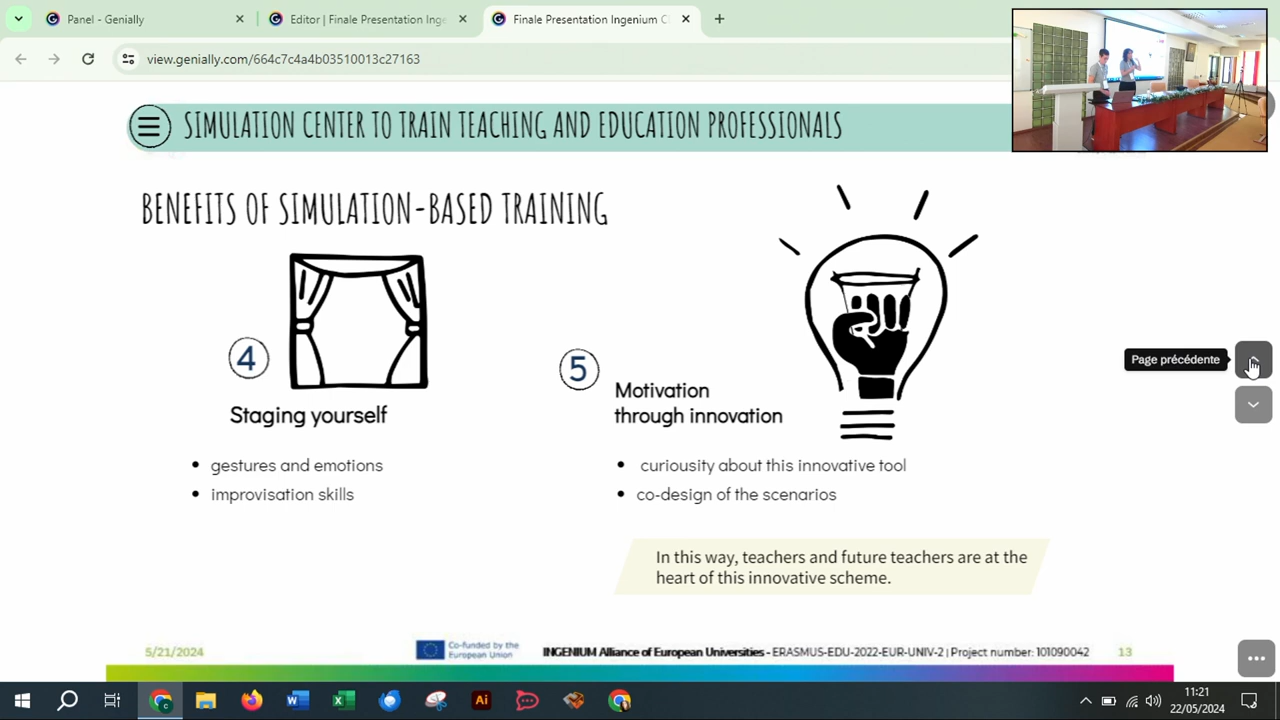 Panel - Genially
Editor | Finale Presentation Inge
Finale Presentation Ingenium C
view.genially.com/664c7c4a4b03510013c27163
SIMULATION CENTER TO TRAIN TEACHING AND EDUCATION PROFESSIONALS
BENEFITS OF SIMULATION-BASED TRAINING
4
Staging yourself
• gestures and emotions
• improvisation skills
5
Motivation
through innovation
• curiousity about this innovative tool
• co-design of the scenarios
In this way, teachers and future teachers are at the
heart of this innovative scheme.
Page précédente
5/21/2024
Co-funded by the
European Union
INGENIUM Alliance of European Universities - ERASMUS-EDU-2022-EUR-UNIV-2 | Project number: 101090042
13
11:21
22/05/2024